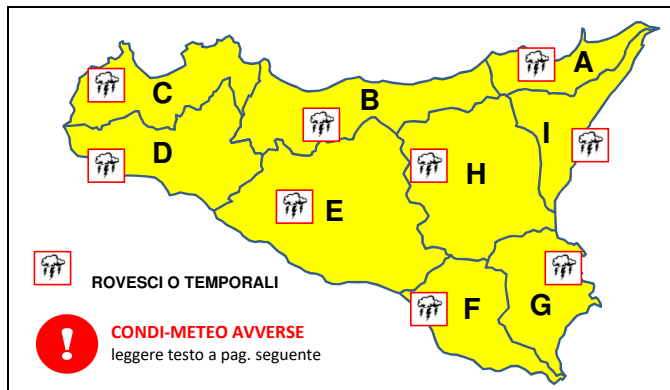 A
C
B
I
D
H
E
F
G
ROVESCI O TEMPORALI
!
CONDI-METEO AVVERSE
leggere testo a pag. seguente